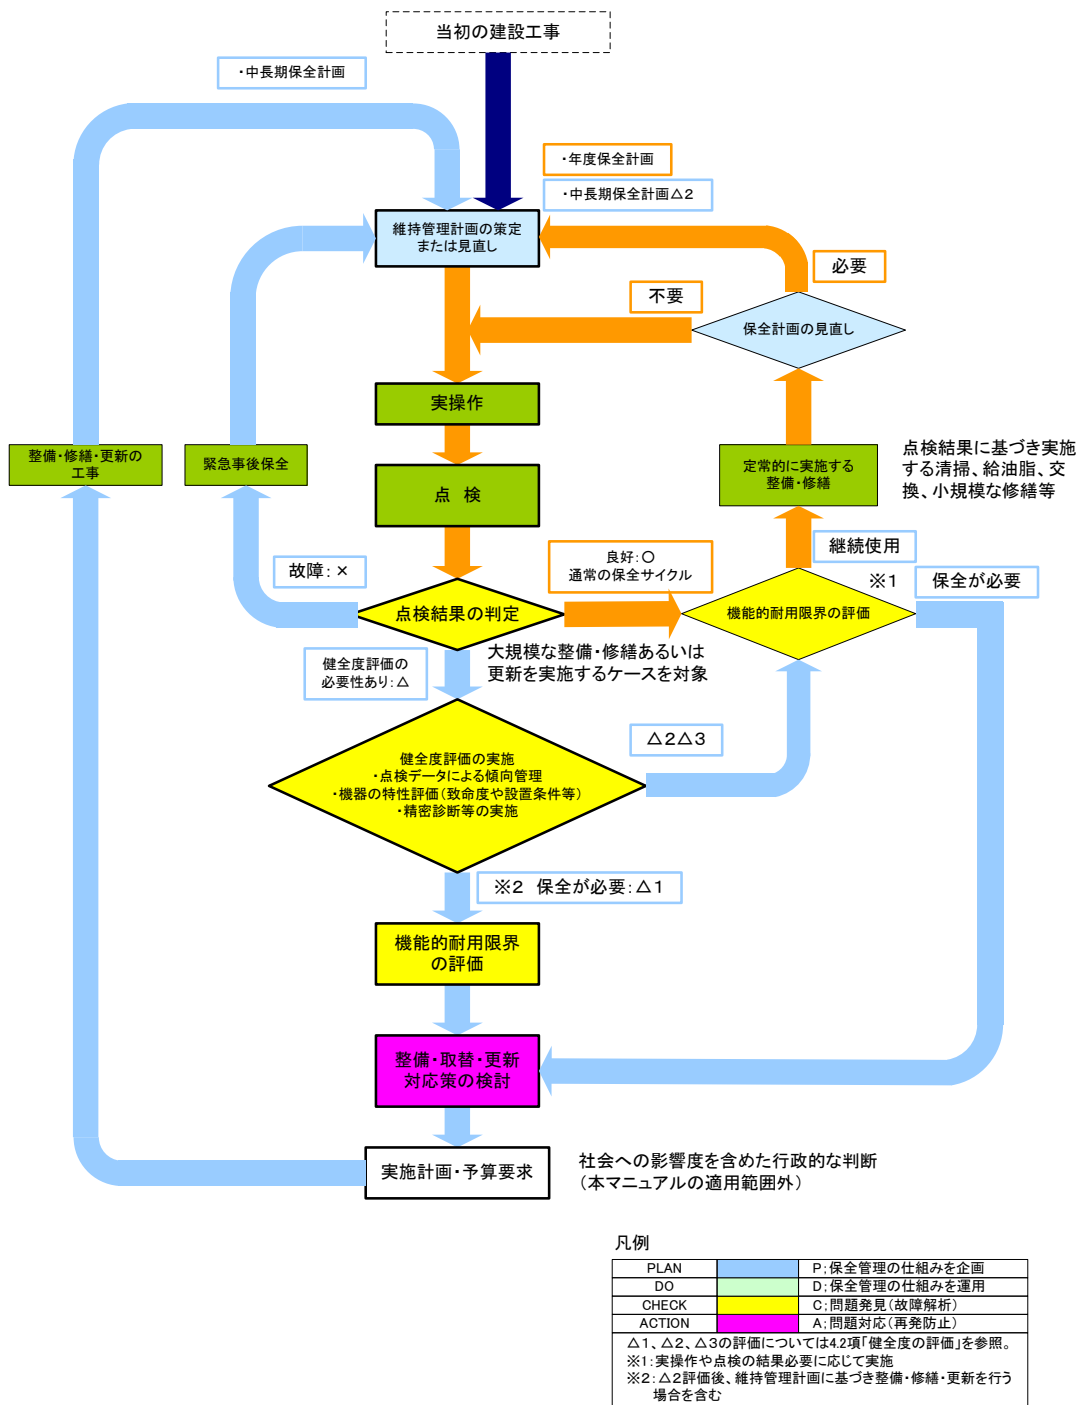 当初の建設工事
・中長期保全計画
・年度保全計画
・中長期保全計画△2
維持管理計画の策定
または見直し
必要
不要
保全計画の見直し
実操作
整備・修繕・更新の
工事
緊急事後保全
点 検
定常的に実施する
整備・修繕
点検結果に基づき実施
する清掃、給油脂、交
換、小規模な修繕等
継続使用
故障：×
良好：○
通常の保全サイクル
※1
保全が必要
点検結果の判定
機能的耐用限界の評価
健全度評価の
必要性あり：△
大規模な整備・修繕あるいは
更新を実施するケースを対象
△2△3
健全度評価の実施
・点検データによる傾向管理
・機器の特性評価（致命度や設置条件等）
・精密診断等の実施
※2 保全が必要：△1
機能的耐用限界
の評価
整備・取替・更新
対応策の検討
実施計画・予算要求
社会への影響度を含めた行政的な判断
（本マニュアルの適用範囲外）
凡例
PLAN P；保全管理の仕組みを企画
DO D；保全管理の仕組みを運用
CHECK C；問題発見（故障解析）
ACTION A；問題対応（再発防止）
△1、△2、△3の評価については4.2項「健全度の評価」を参照。
※1：実操作や点検の結果必要に応じて実施
※2：△2評価後、維持管理計画に基づき整備・修繕・更新を行う
場合を含む